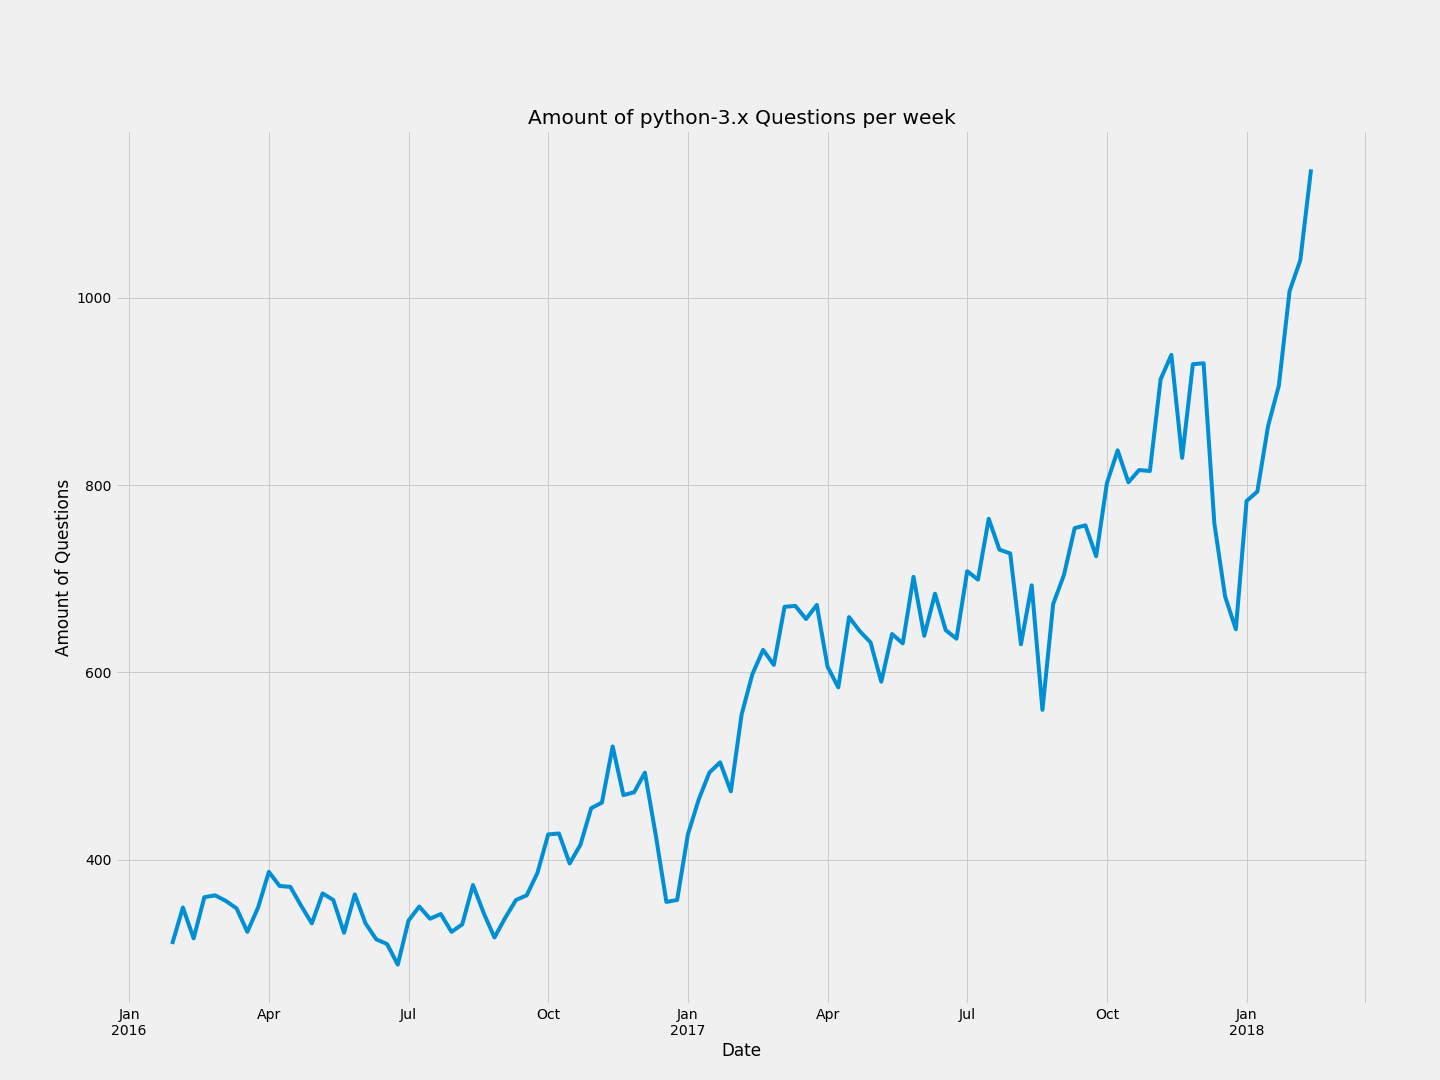 Amount of python-3.x Questions per week
Amount of Questions
1000
800
600
400
Jan Apr Jul Oct Jan Apr Jul Oct Jan
2016 2017 2018
Date